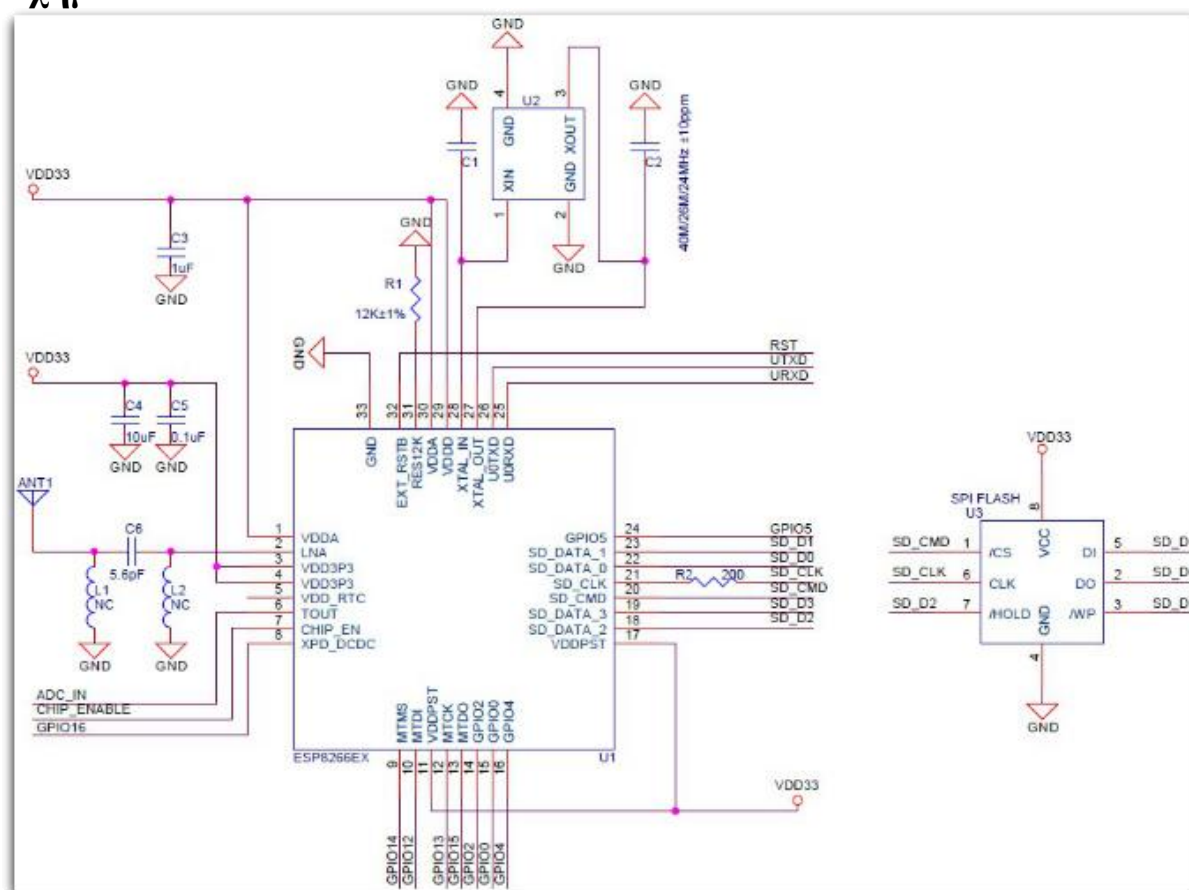 GND
GND
4
3
U2
GND
GND
XOUT
XIN
GND
C1
C2
40M/26M/24MHz ±10ppm
1
2
GND
VDD33
C3
1uF
GND
GND
R1
12K±1%
GND
VDD33
C4
10uF
GND
C5
0.1uF
GND
RST
UTXD
URXD
33
32
31
30
29
28
27
26
25
GND
EXT_RSTB
RES12K
VDDA
VDDD
XTAL_IN
XTAL_OUT
U0TXD
U0RXD
ANT1
C6
5.6pF
L1
NC
GND
L2
NC
GND
1 VDDA
2 LNA
3 VDD3P3
4 VDD3P3
5 VDD_RTC
6 TOUT
7 CHIP_EN
8 XPD_DCDC
ADC_IN
CHIP_ENABLE
GPIO16
GPIO5 24 GPIO5
SD_DATA_1 23 SD_D1
SD_DATA_0 22 SD_D0
SD_CLK 21 R2 200 SD_CLK
SD_CMD 20 SD_CMD
SD_DATA_3 19 SD_D3
SD_DATA_2 18 SD_D2
VDDPST 17
MTMS
MTDI
VDDPST
MTCK
MTDO
GPIO2
GPIO0
GPIO4
ESP8266EX
U1
9
10
11
12
13
14
15
16
GPIO14
GPIO12
GPIO13
GPIO15
GPIO2
GPIO0
GPIO4
VDD33
VDD33
SPI FLASH
U3
8
VCC
SD_CMD 1 /CS
SD_CLK 6 CLK
SD_D2 7 /HOLD
DI 5
DO 2
/WP 3
GND
4
GND